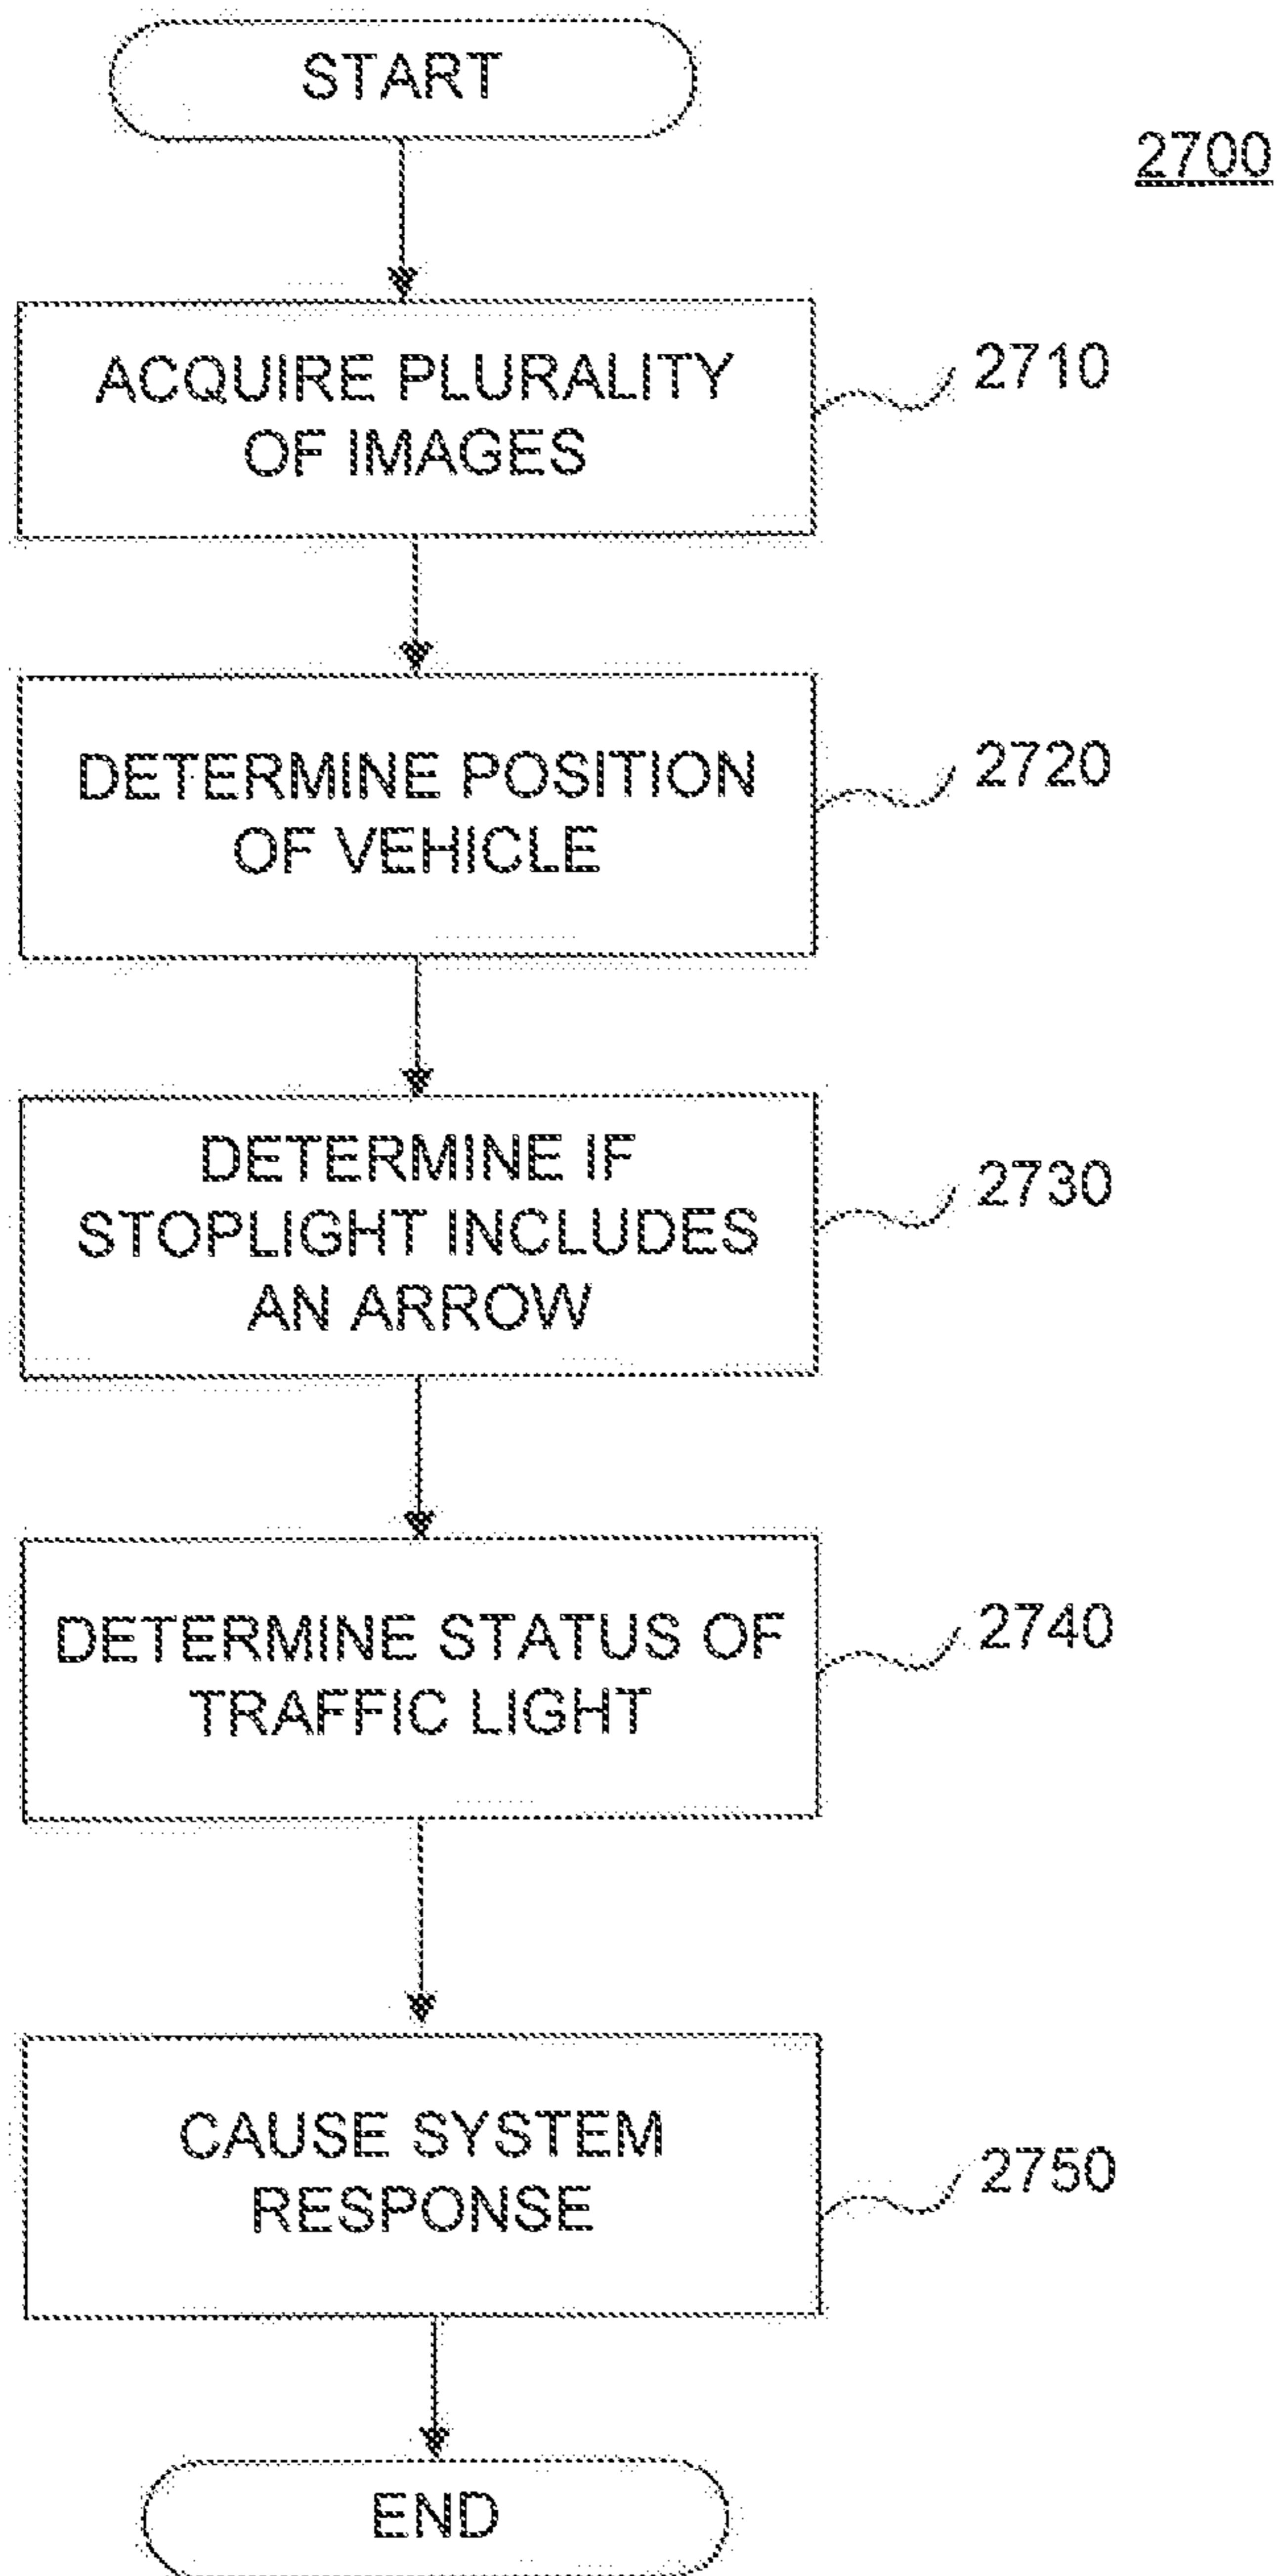 START
2700
ACQUIRE PLURALITY
OF IMAGES
2710
DETERMINE POSITION
OF VEHICLE
2720
DETERMINE IF
STOPLIGHT INCLUDES
AN ARROW
2730
DETERMINE STATUS OF
TRAFFIC LIGHT
2740
CAUSE SYSTEM
RESPONSE
2750
END